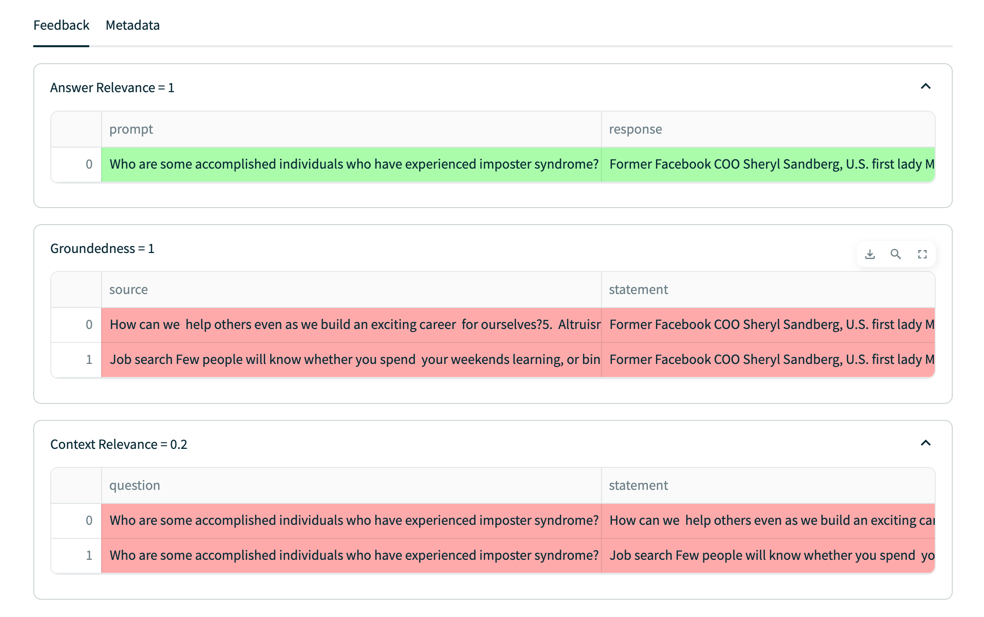 Feedback Metadata
Answer Relevance = 1
prompt response
0 Who are some accomplished individuals who have experienced imposter syndrome? Former Facebook COO Sheryl Sandberg, U.S. first lady M
Groundedness = 1
source statement
0 How can we help others even as we build an exciting career for ourselves?5. Altruisr Former Facebook COO Sheryl Sandberg, U.S. first lady M
1 Job search Few people will know whether you spend your weekends learning, or bin Former Facebook COO Sheryl Sandberg, U.S. first lady M
Context Relevance = 0.2
question statement
0 Who are some accomplished individuals who have experienced imposter syndrome? How can we help others even as we build an exciting car
1 Who are some accomplished individuals who have experienced imposter syndrome? Job search Few people will know whether you spend yo